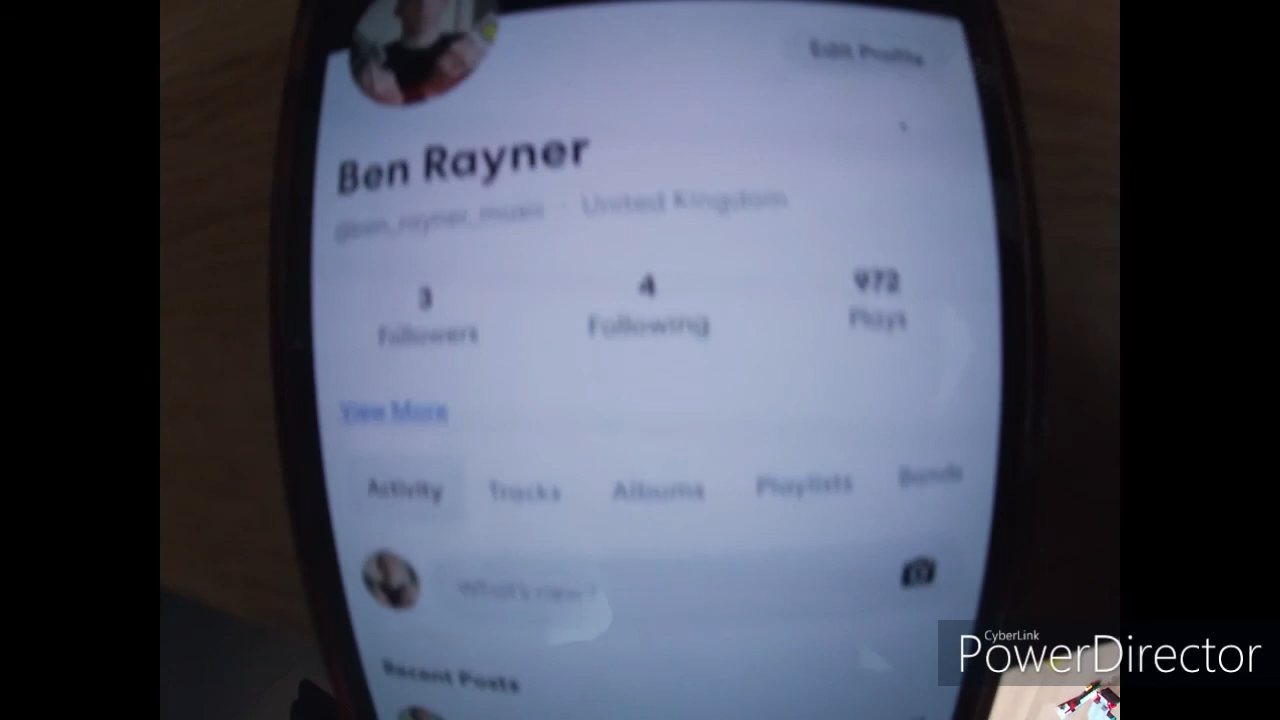 Edit Profile
Ben Rayner
@ben_rayner_music · United Kingdom
3 4 972
Followers Following Plays
View More
Activity Tracks Albums Playlists Bands
What's new?
Recent Posts
CyberLink
PowerDirector